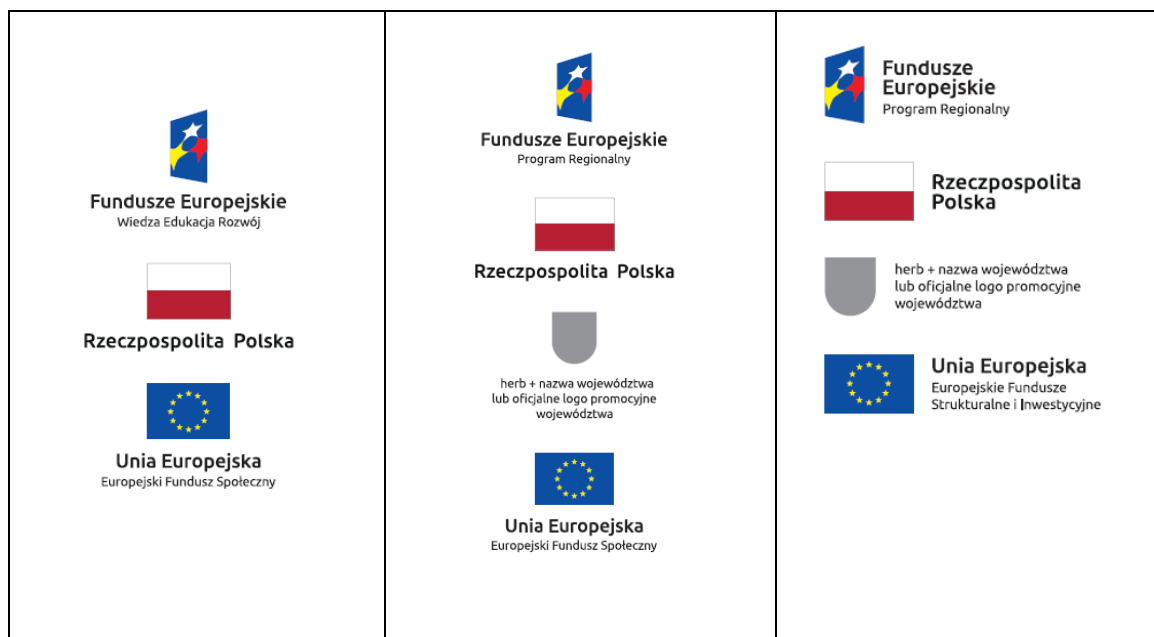 Fundusze Europejskie
Wiedza Edukacja Rozwój
Rzeczpospolita Polska
Unia Europejska
Europejski Fundusz Społeczny
Fundusze Europejskie
Program Regionalny
Rzeczpospolita Polska
herb + nazwa województwa
lub oficjalne logo promocyjne
województwa
Unia Europejska
Europejski Fundusz Społeczny
Fundusze
Europejskie
Program Regionalny
Rzeczpospolita
Polska
herb + nazwa województwa
lub oficjalne logo promocyjne
województwa
Unia Europejska
Europejskie Fundusze
Strukturalne i Inwestycyjne